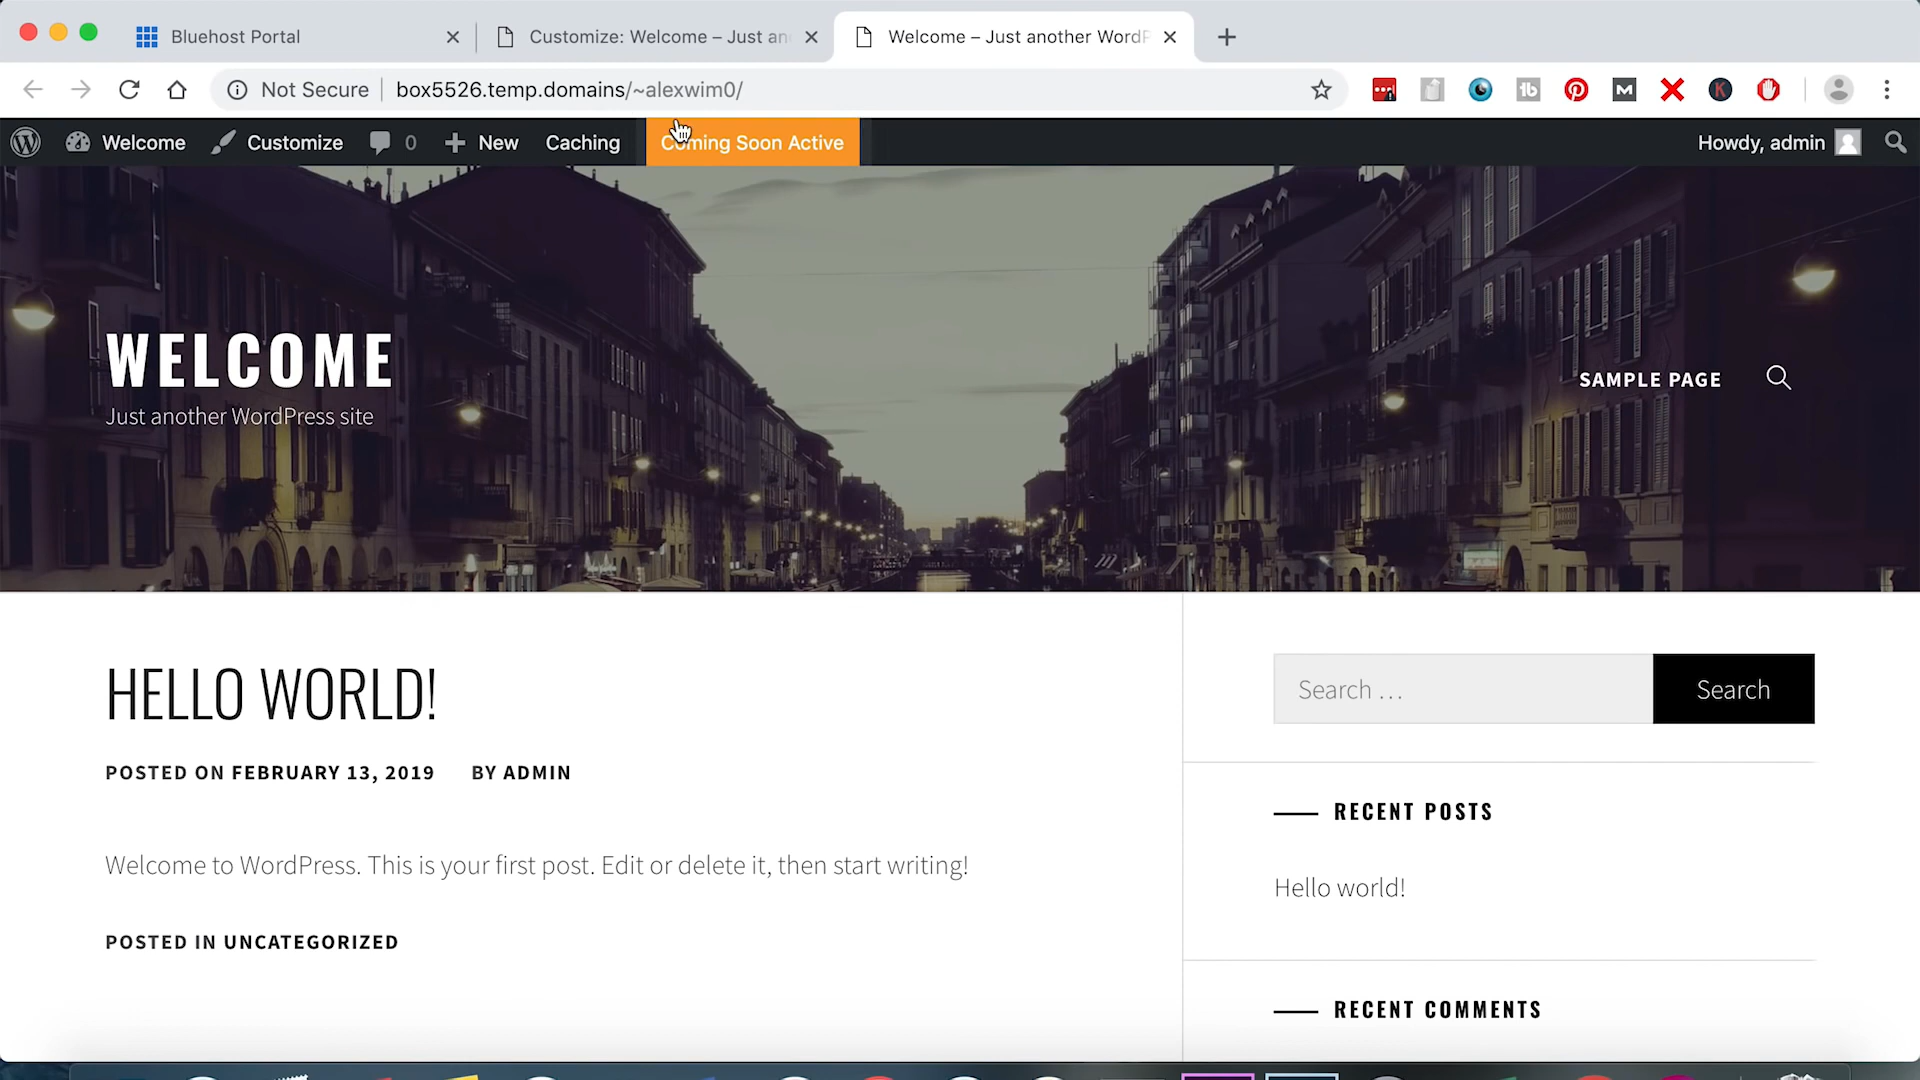 Bluehost Portal
Customize: Welcome – Just an
Welcome – Just another WordP
Not Secure
box5526.temp.domains/~alexwim0/
Welcome
Customize
0
New
Caching
Coming Soon Active
Howdy, admin
WELCOME
Just another WordPress site
SAMPLE PAGE
HELLO WORLD!
POSTED ON FEBRUARY 13, 2019 BY ADMIN
Welcome to WordPress. This is your first post. Edit or delete it, then start writing!
POSTED IN UNCATEGORIZED
Search …
Search
RECENT POSTS
Hello world!
RECENT COMMENTS